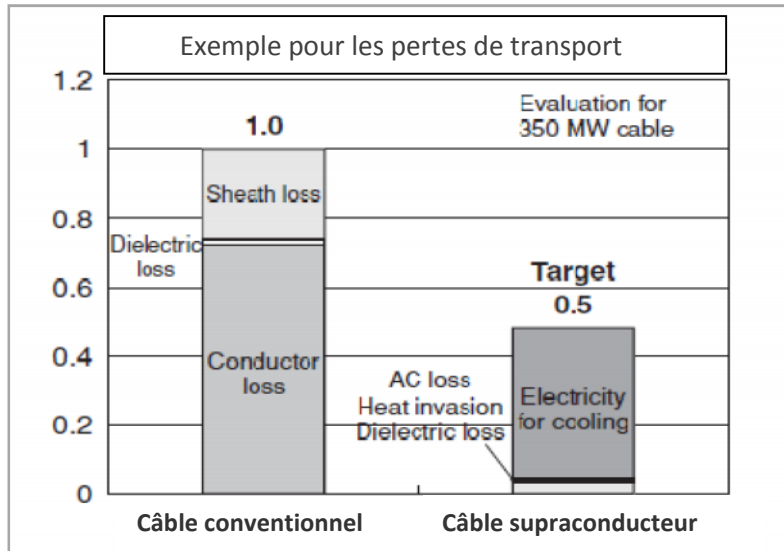 Exemple pour les pertes de transport
1.2
1
0.8
0.6
0.4
0.2
0
1.0
Sheath loss
Dielectric
loss
Conductor
loss
Evaluation for
350 MW cable
Target
0.5
AC loss
Heat invasion
Dielectric loss
Electricity
for cooling
Câble conventionnel
Câble supraconducteur